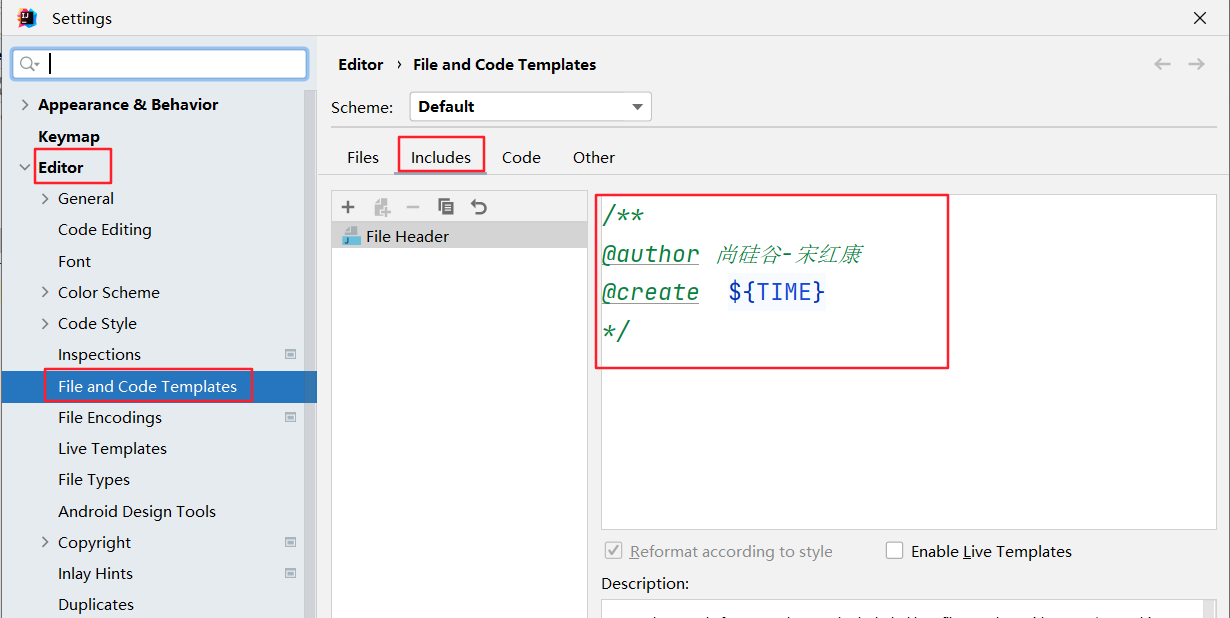 Settings
Appearance & Behavior
Keymap
Editor
General
Code Editing
Font
Color Scheme
Code Style
Inspections
File and Code Templates
File Encodings
Live Templates
File Types
Android Design Tools
Copyright
Inlay Hints
Duplicates
Editor › File and Code Templates
Scheme: Default
Files Includes Code Other
File Header
/**
@author 尚硅谷-宋红康
@create ${TIME}
*/
Reformat according to style Enable Live Templates
Description: